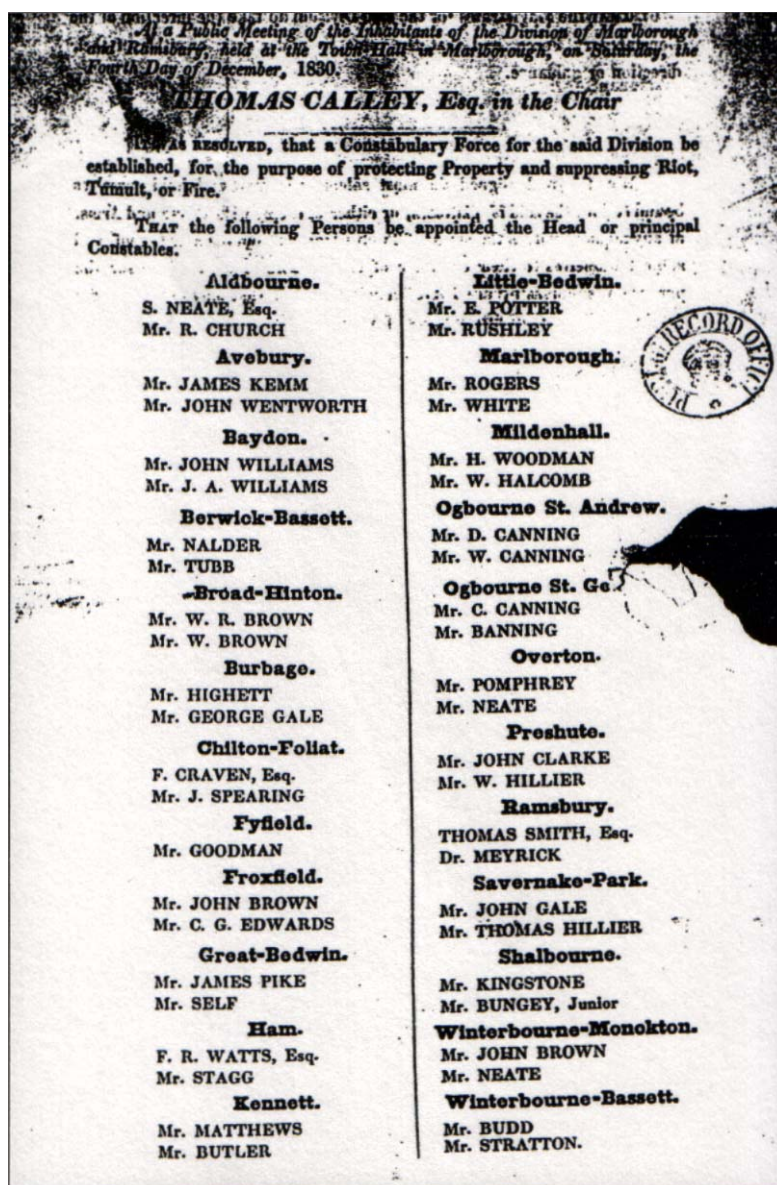 At a Public Meeting of the Inhabitants of the Division of Marlborough
and Ramsbury, held at the Town-Hall in Marlborough, on Saturday, the
Fourth Day of December, 1830.
THOMAS CALLEY, Esq. in the Chair
IT WAS RESOLVED, that a Constabulary Force for the said Division be
established, for the purpose of protecting Property and suppressing Riot,
Tumult, or Fire.
THAT the following Persons be appointed the Head or principal
Constables.
Aldbourne.
S. NEATE, Esq.
Mr. R. CHURCH
Avebury.
Mr. JAMES KEMM
Mr. JOHN WENTWORTH
Baydon.
Mr. JOHN WILLIAMS
Mr. J. A. WILLIAMS
Berwick-Bassett.
Mr. NALDER
Mr. TUBB
Broad-Hinton.
Mr. W. R. BROWN
Mr. W. BROWN
Burbage.
Mr. HIGHETT
Mr. GEORGE GALE
Chilton-Foliat.
F. CRAVEN, Esq.
Mr. J. SPEARING
Fyfield.
Mr. GOODMAN
Froxfield.
Mr. JOHN BROWN
Mr. C. G. EDWARDS
Great-Bedwin.
Mr. JAMES PIKE
Mr. SELF
Ham.
F. R. WATTS, Esq.
Mr. STAGG
Kennett.
Mr. MATTHEWS
Mr. BUTLER
Little-Bedwin.
Mr. E. POTTER
Mr. RUSHLEY
Marlborough.
Mr. ROGERS
Mr. WHITE
Mildenhall.
Mr. H. WOODMAN
Mr. W. HALCOMB
Ogbourne St. Andrew.
Mr. D. CANNING
Mr. W. CANNING
Ogbourne St. Ge
Mr. C. CANNING
Mr. BANNING
Overton.
Mr. POMPHREY
Mr. NEATE
Preshute.
Mr. JOHN CLARKE
Mr. W. HILLIER
Ramsbury.
THOMAS SMITH, Esq.
Dr. MEYRICK
Savernake-Park.
Mr. JOHN GALE
Mr. THOMAS HILLIER
Shalbourne.
Mr. KINGSTONE
Mr. BUNGEY, Junior
Winterbourne-Monokton.
Mr. JOHN BROWN
Mr. NEATE
Winterbourne-Bassett.
Mr. BUDD
Mr. STRATTON.
RECORD OFFIC